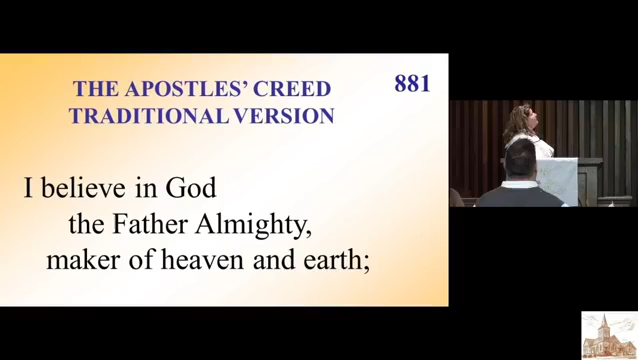 THE APOSTLES' CREED
881
TRADITIONAL VERSION
I believe in God
the Father Almighty,
maker of heaven and earth;